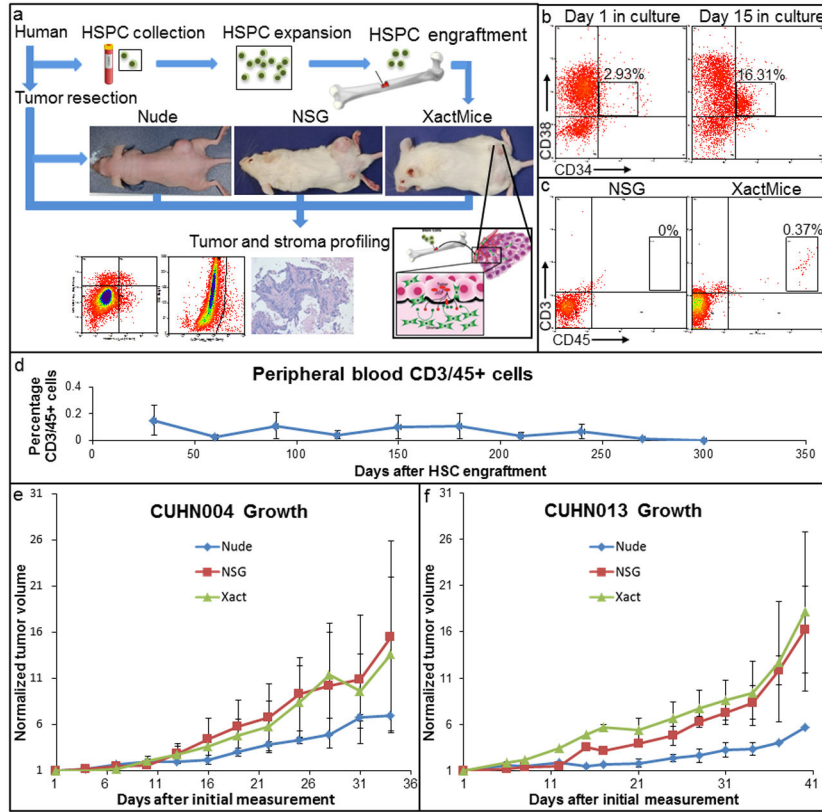 a
Human
HSPC collection
HSPC expansion
HSPC engraftment
Tumor resection
Nude
NSG
XactMice
Tumor and stroma profiling
b
Day 1 in culture
Day 15 in culture
2.93%
16.31%
CD38
CD34
c
NSG
XactMice
0%
0.37%
CD3
CD45
d
Peripheral blood CD3/45+ cells
Percentage
CD3/45+ cells
0.4
0.2
0
0
50
100
150
200
250
300
350
Days after HSC engraftment
e
CUHN004 Growth
Nude
NSG
Xact
Normalized tumor volume
31
26
21
16
11
6
1
1
6
11
16
21
26
31
36
Days after initial measurement
f
CUHN013 Growth
Nude
NSG
Xact
Normalized tumor volume
31
26
21
16
11
6
1
1
11
21
31
41
Days after initial measurement